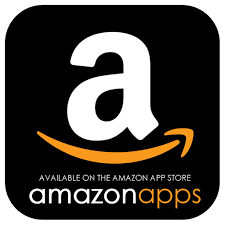 a
AVAILABLE ON THE AMAZON APP STORE
amazonapps